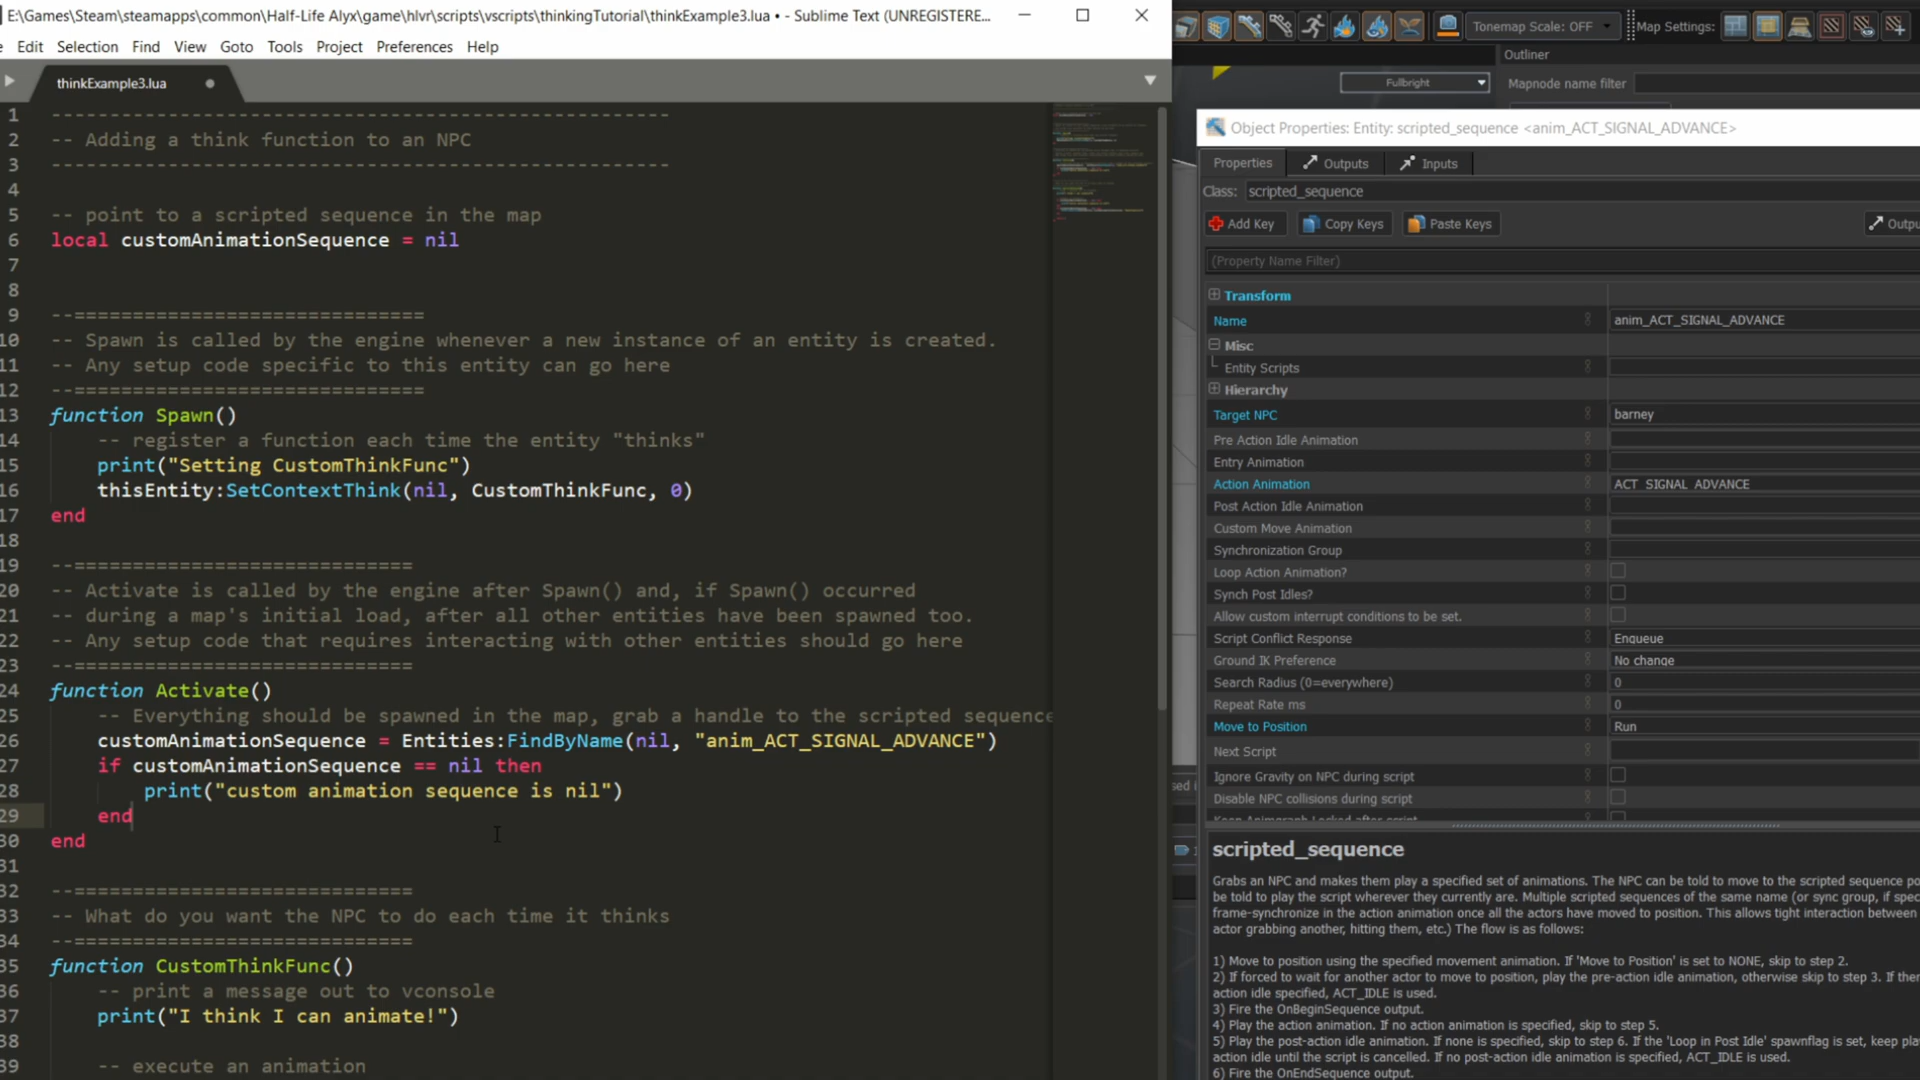 E:\Games\Steam\steamapps\common\Half-Life Alyx\game\hlvr\scripts\vscripts\thinkingTutorial\thinkExample3.lua • - Sublime Text (UNREGISTERE...
Edit Selection Find View Goto Tools Project Preferences Help
thinkExample3.lua
1 -----------------------------------------------------
2 -- Adding a think function to an NPC
3 -----------------------------------------------------
4
5 -- point to a scripted sequence in the map
6 local customAnimationSequence = nil
7
8
9 --==============================
10 -- Spawn is called by the engine whenever a new instance of an entity is created.
11 -- Any setup code specific to this entity can go here
12 --==============================
13 function Spawn()
14 -- register a function each time the entity "thinks"
15 print("Setting CustomThinkFunc")
16 thisEntity:SetContextThink(nil, CustomThinkFunc, 0)
17 end
18
19 --=============================
20 -- Activate is called by the engine after Spawn() and, if Spawn() occurred
21 -- during a map's initial load, after all other entities have been spawned too.
22 -- Any setup code that requires interacting with other entities should go here
23 --=============================
24 function Activate()
25 -- Everything should be spawned in the map, grab a handle to the scripted sequence
26 customAnimationSequence = Entities:FindByName(nil, "anim_ACT_SIGNAL_ADVANCE")
27 if customAnimationSequence == nil then
28 print("custom animation sequence is nil")
29 end
30 end
31
32 --=============================
33 -- What do you want the NPC to do each time it thinks
34 --=============================
35 function CustomThinkFunc()
36 -- print a message out to vconsole
37 print("I think I can animate!")
38
39 -- execute an animation
Tonemap Scale: OFF
Map Settings:
Outliner
Fullbright
Mapnode name filter
Object Properties: Entity: scripted_sequence <anim_ACT_SIGNAL_ADVANCE>
Properties Outputs Inputs
Class: scripted_sequence
Add Key Copy Keys Paste Keys Outpu
(Property Name Filter)
Transform
Name anim_ACT_SIGNAL_ADVANCE
Misc
Entity Scripts
Hierarchy
Target NPC barney
Pre Action Idle Animation
Entry Animation
Action Animation ACT_SIGNAL_ADVANCE
Post Action Idle Animation
Custom Move Animation
Synchronization Group
Loop Action Animation?
Synch Post Idles?
Allow custom interrupt conditions to be set.
Script Conflict Response Enqueue
Ground IK Preference No change
Search Radius (0=everywhere) 0
Repeat Rate ms 0
Move to Position Run
Next Script
Ignore Gravity on NPC during script
Disable NPC collisions during script
Keep Animgraph Locked after script
scripted_sequence
Grabs an NPC and makes them play a specified set of animations. The NPC can be told to move to the scripted sequence po
be told to play the script wherever they currently are. Multiple scripted sequences of the same name (or sync group, if spec
frame-synchronize in the action animation once all the actors have moved to position. This allows tight interaction between
actor grabbing another, hitting them, etc.) The flow is as follows:
1) Move to position using the specified movement animation. If 'Move to Position' is set to NONE, skip to step 2.
2) If forced to wait for another actor to move to position, play the pre-action idle animation, otherwise skip to step 3. If ther
action idle specified, ACT_IDLE is used.
3) Fire the OnBeginSequence output.
4) Play the action animation. If no action animation is specified, skip to step 5.
5) Play the post-action idle animation. If none is specified, skip to step 6. If the 'Loop in Post Idle' spawnflag is set, keep play
action idle until the script is cancelled. If no post-action idle animation is specified, ACT_IDLE is used.
6) Fire the OnEndSequence output.